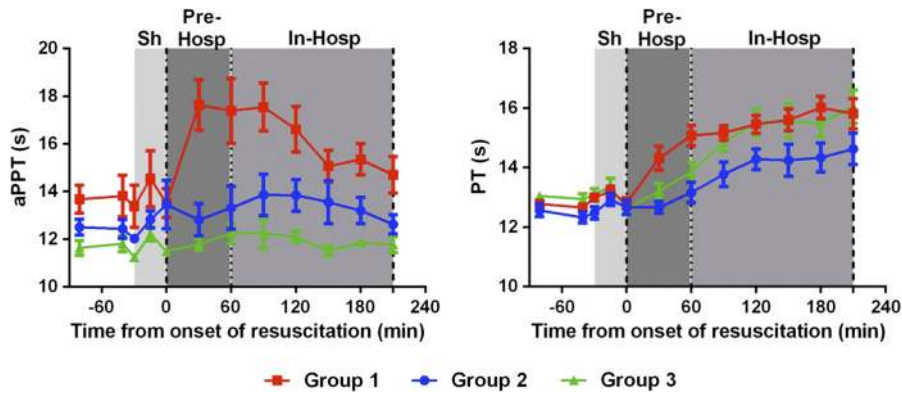 Pre-
Sh Hosp In-Hosp
20
18
16
14
12
10
aPPT (s)
-60 0 60 120 180 240
Time from onset of resuscitation (min)
Pre-
Sh Hosp In-Hosp
18
16
14
12
10
PT (s)
-60 0 60 120 180 240
Time from onset of resuscitation (min)
Group 1 Group 2 Group 3